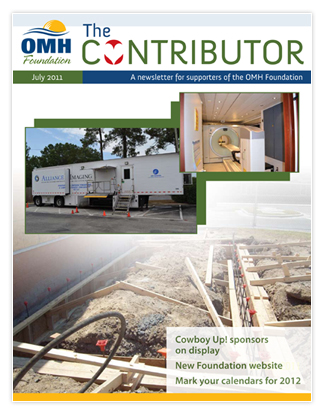 OMH
Foundation
The
CONTRIBUTOR
July 2011
A newsletter for supporters of the OMH Foundation
ALLIANCE IMAGING
Cowboy Up! sponsors
on display
New Foundation website
Mark your calendars for 2012